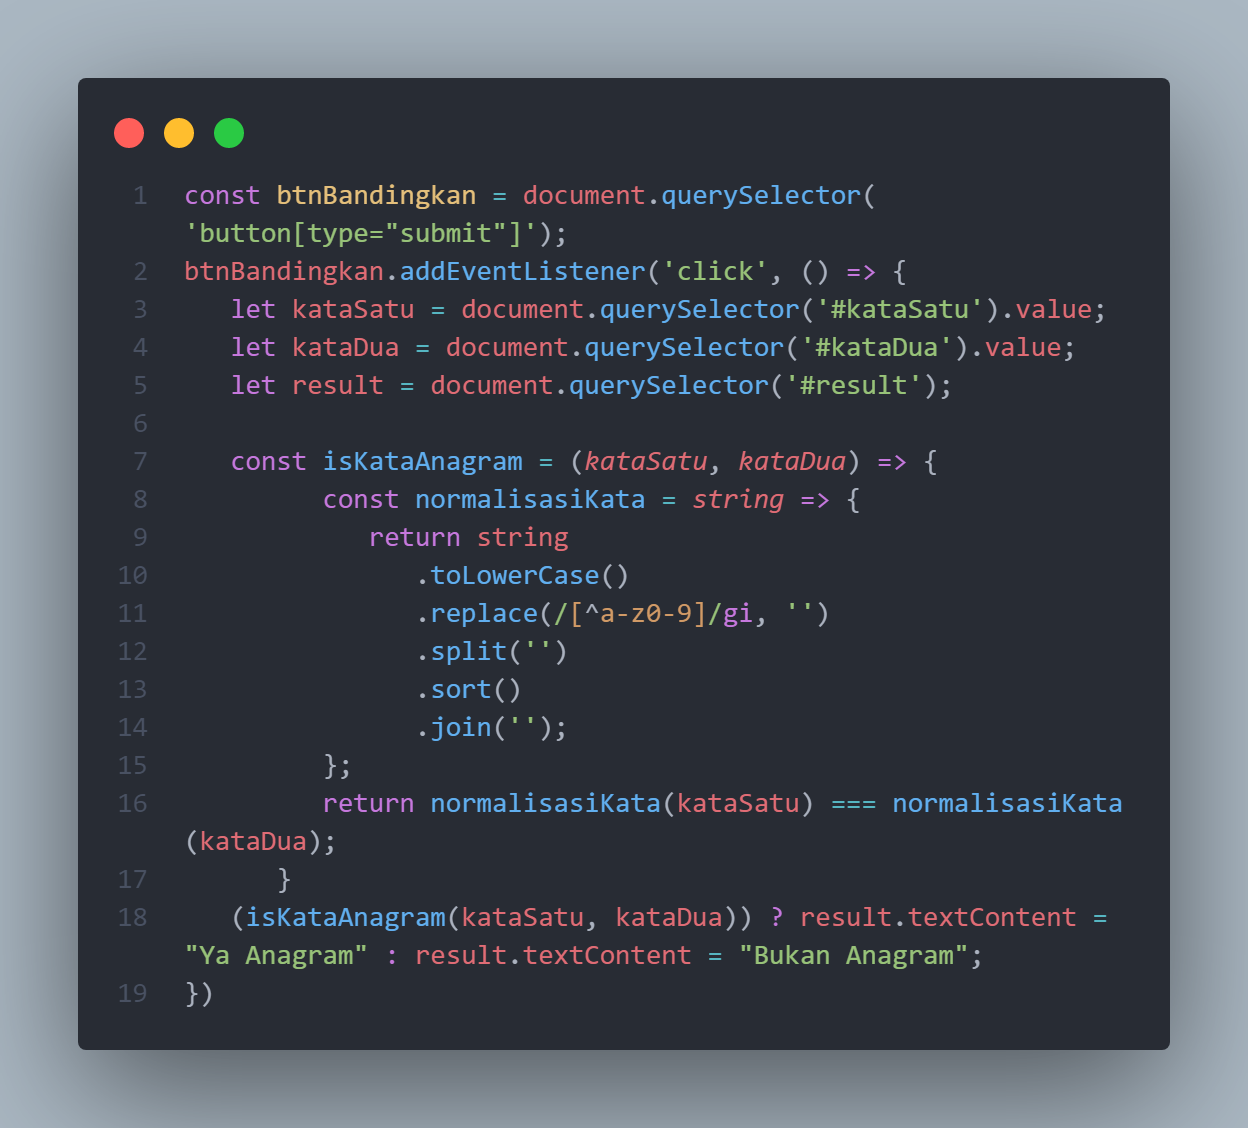 1 const btnBandingkan = document.querySelector(
'button[type="submit"]');
2 btnBandingkan.addEventListener('click', () => {
3    let kataSatu = document.querySelector('#kataSatu').value;
4    let kataDua = document.querySelector('#kataDua').value;
5    let result = document.querySelector('#result');
6
7    const isKataAnagram = (kataSatu, kataDua) => {
8          const normalisasiKata = string => {
9             return string
10                .toLowerCase()
11                .replace(/[^a-z0-9]/gi, '')
12                .split('')
13                .sort()
14                .join('');
15          };
16          return normalisasiKata(kataSatu) === normalisasiKata
(kataDua);
17       }
18    (isKataAnagram(kataSatu, kataDua)) ? result.textContent =
"Ya Anagram" : result.textContent = "Bukan Anagram";
19 })